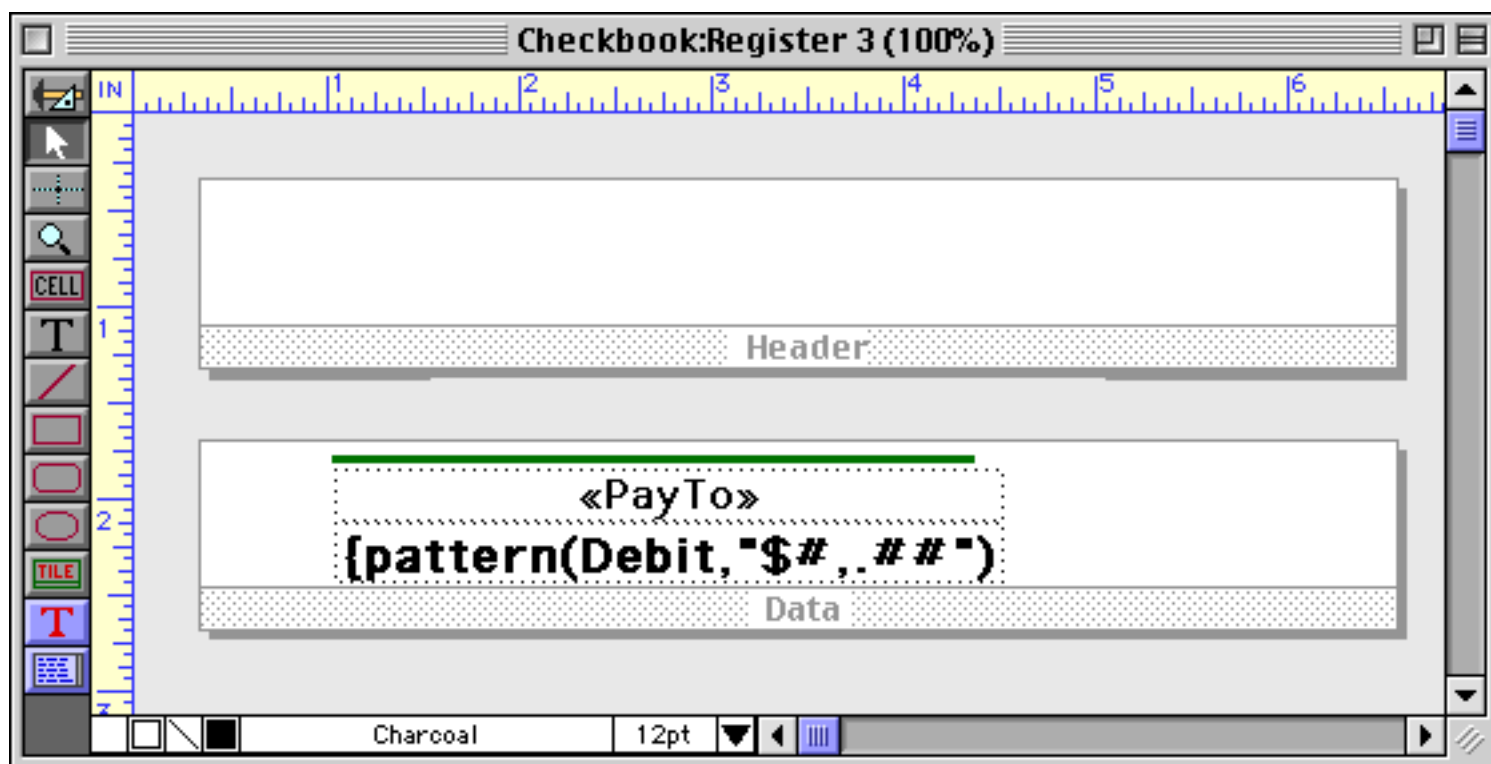 Checkbook:Register 3 (100%)
IN 1 2 3 4 5 6
CELL
T
1
Header
«PayTo»
2
{pattern(Debit,"$#,.##")
TILE
Data
T
3
Charcoal 12pt